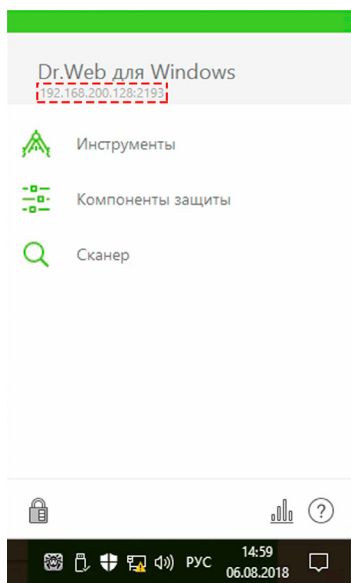 Dr.Web для Windows
192.168.200.128:2193
Инструменты
Компоненты защиты
Сканер
?
РУС
14:59
06.08.2018